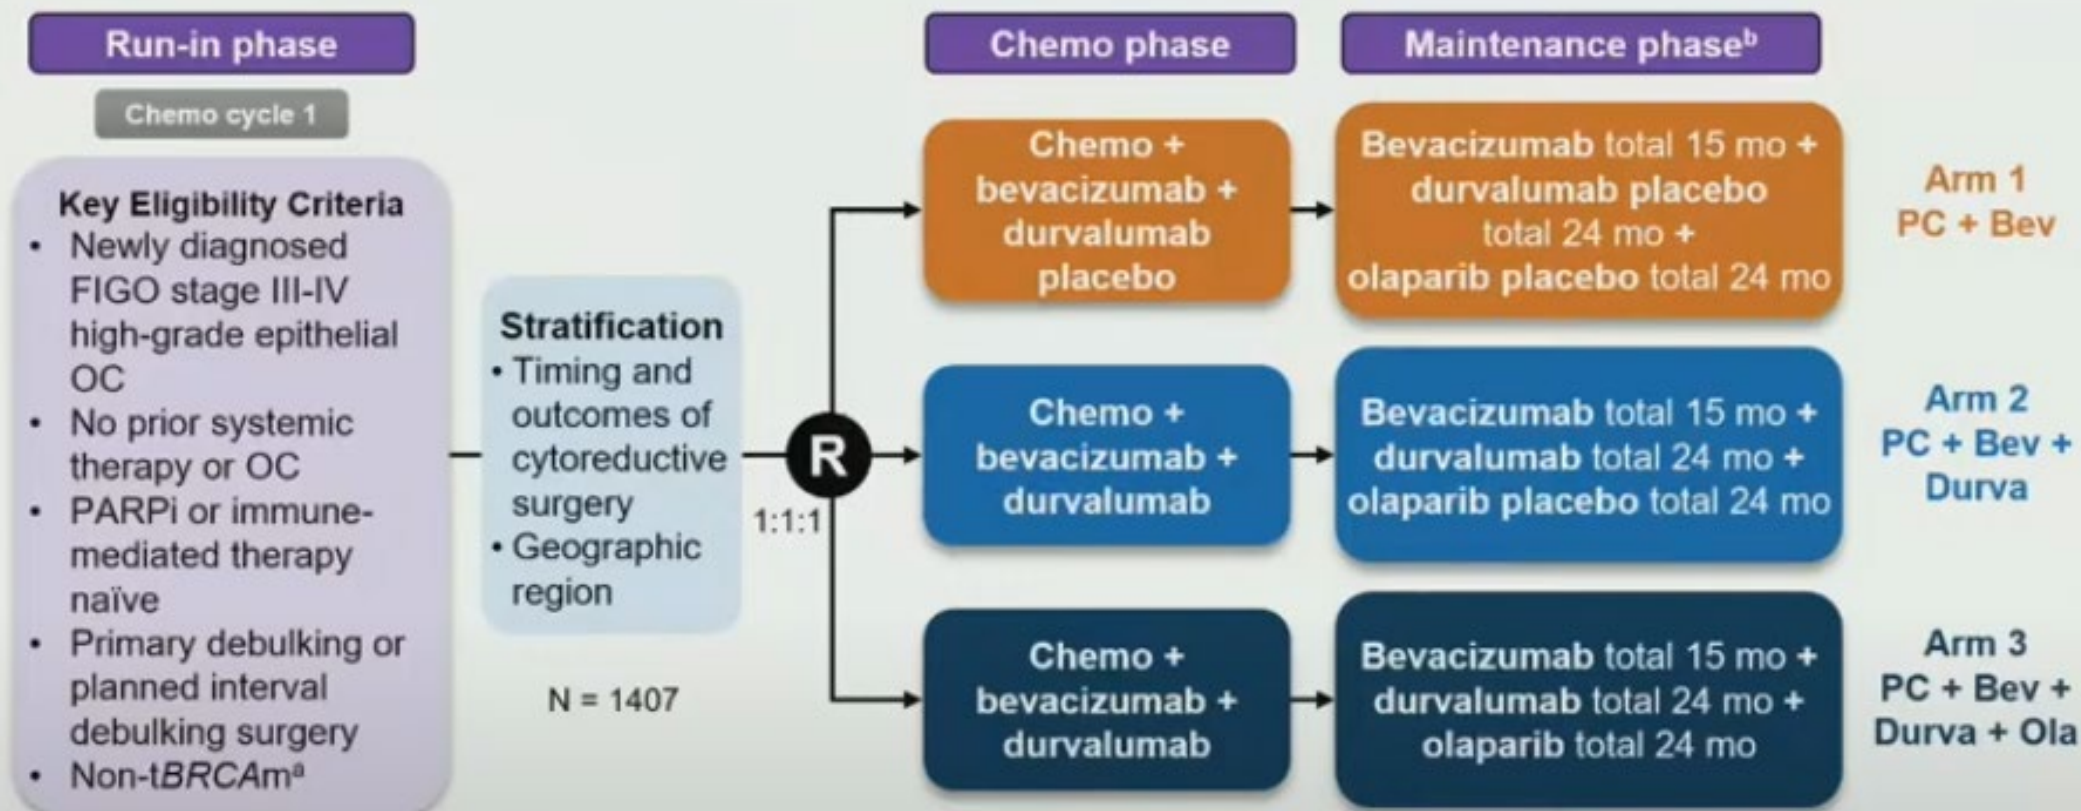 Run-in phase
Chemo cycle 1
Key Eligibility Criteria
• Newly diagnosed
FIGO stage III-IV
high-grade epithelial
OC
• No prior systemic
therapy or OC
• PARPi or immune-
mediated therapy
naïve
• Primary debulking or
planned interval
debulking surgery
• Non-tBRCAmᵃ
Stratification
• Timing and
outcomes of
cytoreductive
surgery
• Geographic
region
N = 1407
R
1:1:1
Chemo phase
Maintenance phaseᵇ
Chemo +
bevacizumab +
durvalumab
placebo
Bevacizumab total 15 mo +
durvalumab placebo
total 24 mo +
olaparib placebo total 24 mo
Arm 1
PC + Bev
Chemo +
bevacizumab +
durvalumab
Bevacizumab total 15 mo +
durvalumab total 24 mo +
olaparib placebo total 24 mo
Arm 2
PC + Bev +
Durva
Chemo +
bevacizumab +
durvalumab
Bevacizumab total 15 mo +
durvalumab total 24 mo +
olaparib total 24 mo
Arm 3
PC + Bev +
Durva + Ola